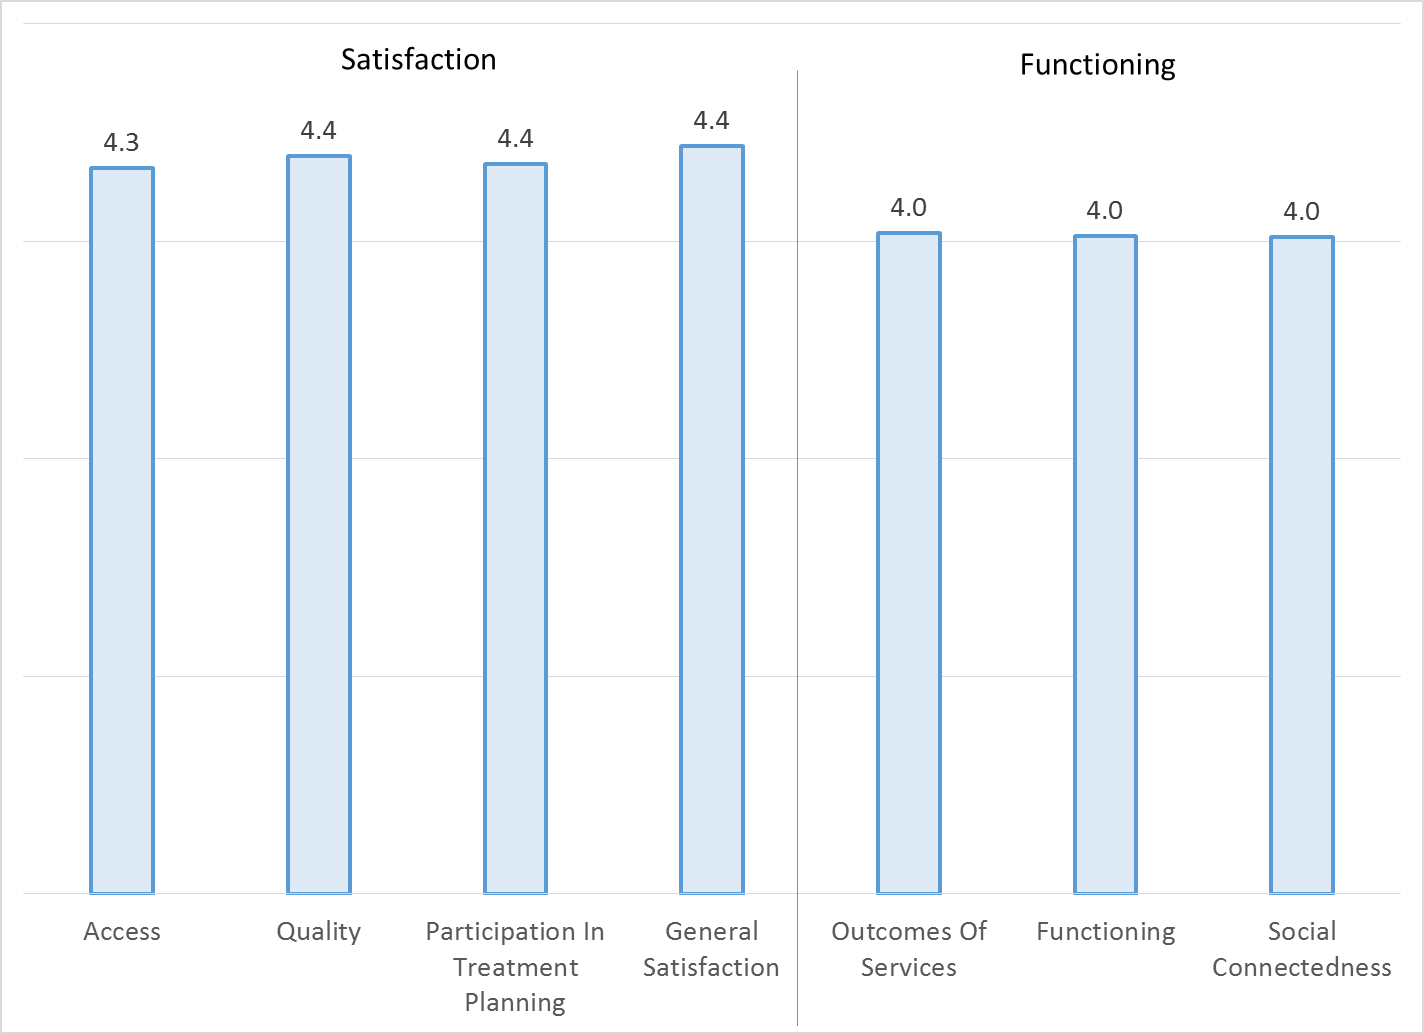 Satisfaction
Functioning
4.3
4.4
4.4
4.4
4.0
4.0
4.0
Access
Quality
Participation In
Treatment
Planning
General
Satisfaction
Outcomes Of
Services
Functioning
Social
Connectedness